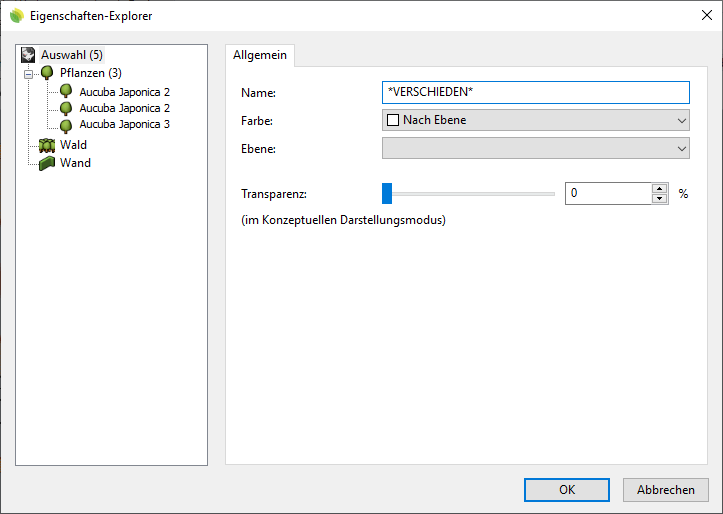 Eigenschaften-Explorer
Auswahl (5)
Pflanzen (3)
Aucuba Japonica 2
Aucuba Japonica 2
Aucuba Japonica 3
Wald
Wand
Allgemein
Name: *VERSCHIEDEN*
Farbe: Nach Ebene
Ebene:
Transparenz: 0 %
(im Konzeptuellen Darstellungsmodus)
OK Abbrechen